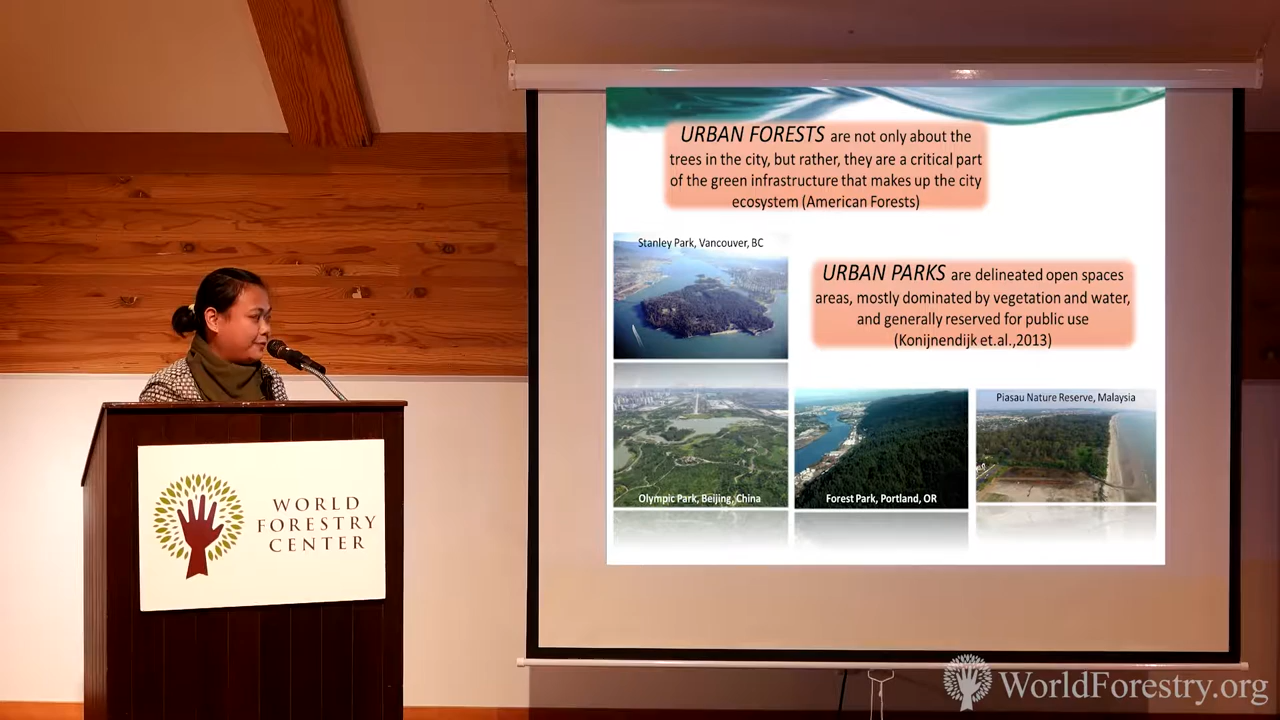 URBAN FORESTS are not only about the
trees in the city, but rather, they are a critical part
of the green infrastructure that makes up the city
ecosystem (American Forests)
Stanley Park, Vancouver, BC
URBAN PARKS are delineated open spaces
areas, mostly dominated by vegetation and water,
and generally reserved for public use
(Konijnendijk et.al.,2013)
Olympic Park, Beijing, China
Forest Park, Portland, OR
Piasau Nature Reserve, Malaysia
WORLD
FORESTRY
CENTER
WorldForestry.org